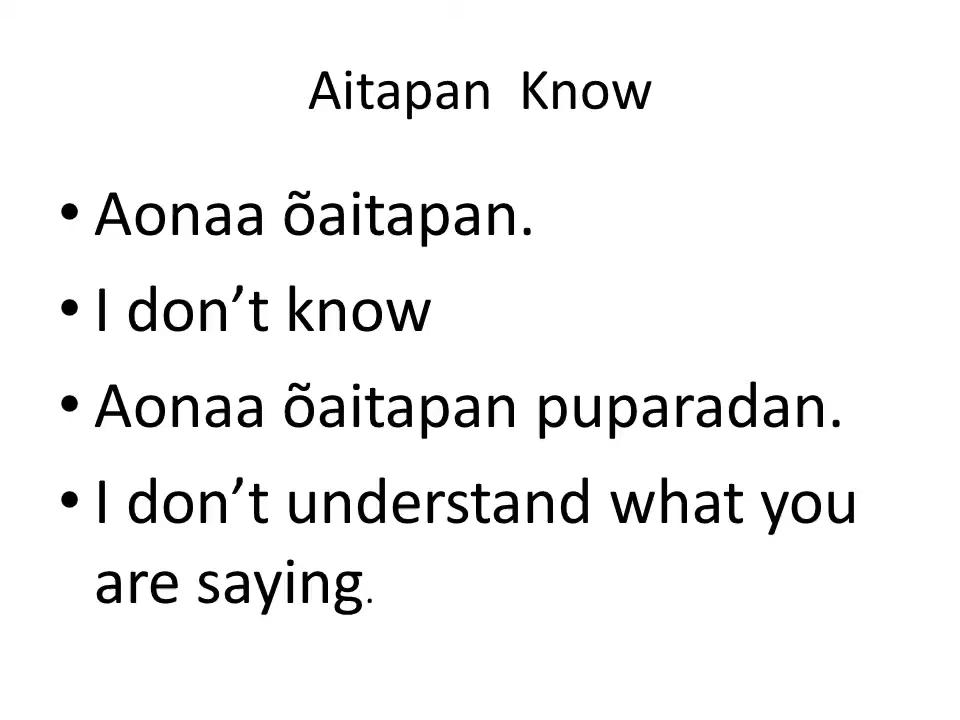 Aitapan  Know
• Aonaa õaitapan.
• I don’t know
• Aonaa õaitapan puparadan.
• I don’t understand what you
are saying.